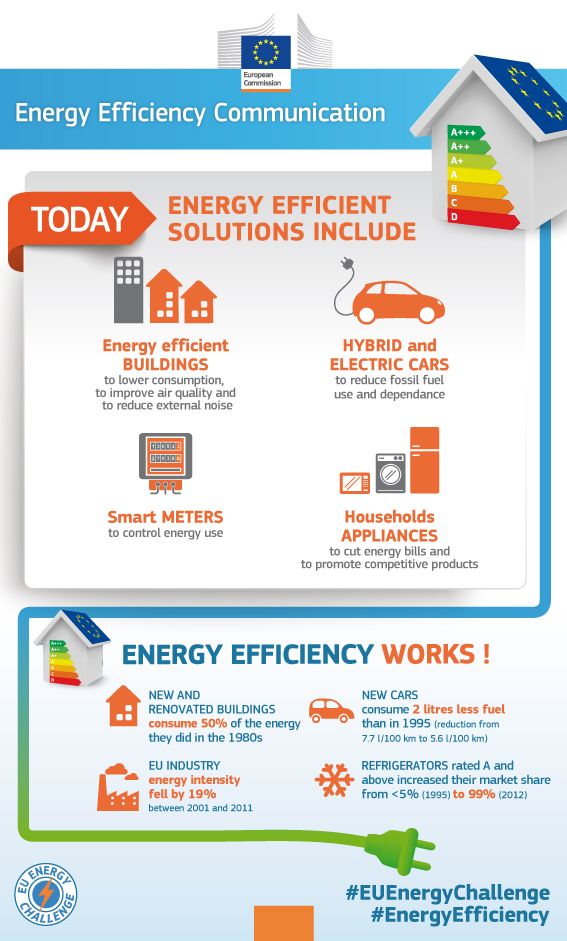 European
Commission
Energy Efficiency Communication
A+++
A++
A+
A
B
C
D
TODAY
ENERGY EFFICIENT
SOLUTIONS INCLUDE
Energy efficient
BUILDINGS
to lower consumption,
to improve air quality and
to reduce external noise
HYBRID and
ELECTRIC CARS
to reduce fossil fuel
use and dependance
Smart METERS
to control energy use
Households
APPLIANCES
to cut energy bills and
to promote competitive products
A+++
A++
A+
A
B
C
D
ENERGY EFFICIENCY WORKS !
NEW AND
RENOVATED BUILDINGS
consume 50% of the energy
they did in the 1980s
NEW CARS
consume 2 litres less fuel
than in 1995 (reduction from
7.7 l/100 km to 5.6 l/100 km)
EU INDUSTRY
energy intensity
fell by 19%
between 2001 and 2011
REFRIGERATORS rated A and
above increased their market share
from <5% (1995) to 99% (2012)
EU ENERGY
CHALLENGE
#EUEnergyChallenge
#EnergyEfficiency